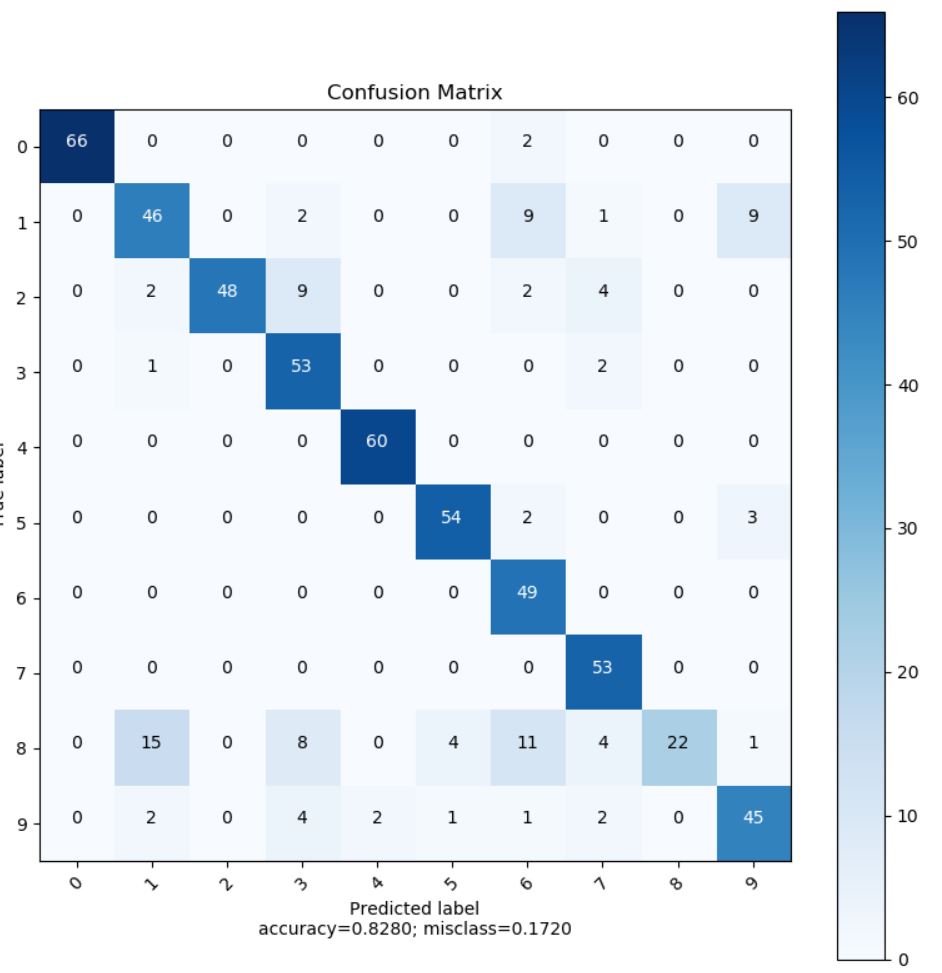 Confusion Matrix
0 66 0 0 0 0 0 2 0 0 0
1 0 46 0 2 0 0 9 1 0 9
2 0 2 48 9 0 0 2 4 0 0
3 0 1 0 53 0 0 0 2 0 0
4 0 0 0 0 60 0 0 0 0 0
5 0 0 0 0 0 54 2 0 0 3
6 0 0 0 0 0 0 49 0 0 0
7 0 0 0 0 0 0 0 53 0 0
8 0 15 0 8 0 4 11 4 22 1
9 0 2 0 4 2 1 1 2 0 45
0 1 2 3 4 5 6 7 8 9
Predicted label
accuracy=0.8280; misclass=0.1720
60
50
40
30
20
10
0